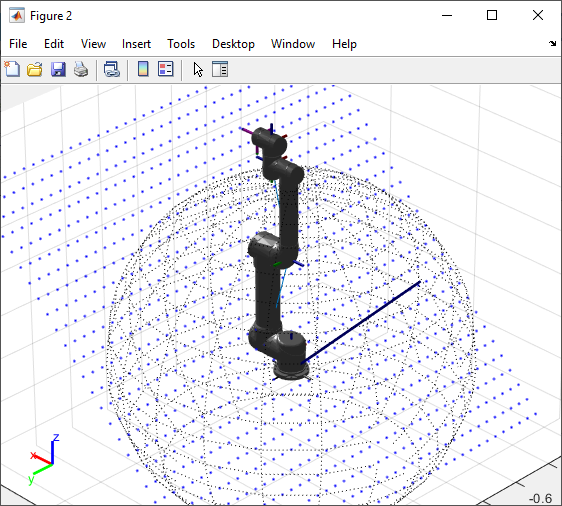 Figure 2
File Edit View Insert Tools Desktop Window Help
z
x
y
-0.6